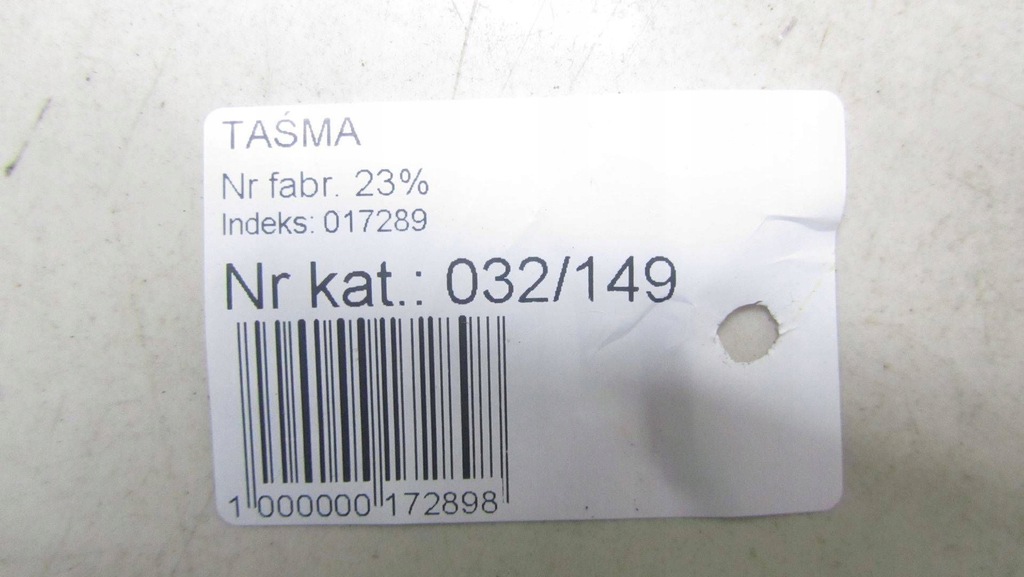 TAŚMA
Nr fabr. 23%
Indeks: 017289
Nr kat.: 032/149
1 000000 172898